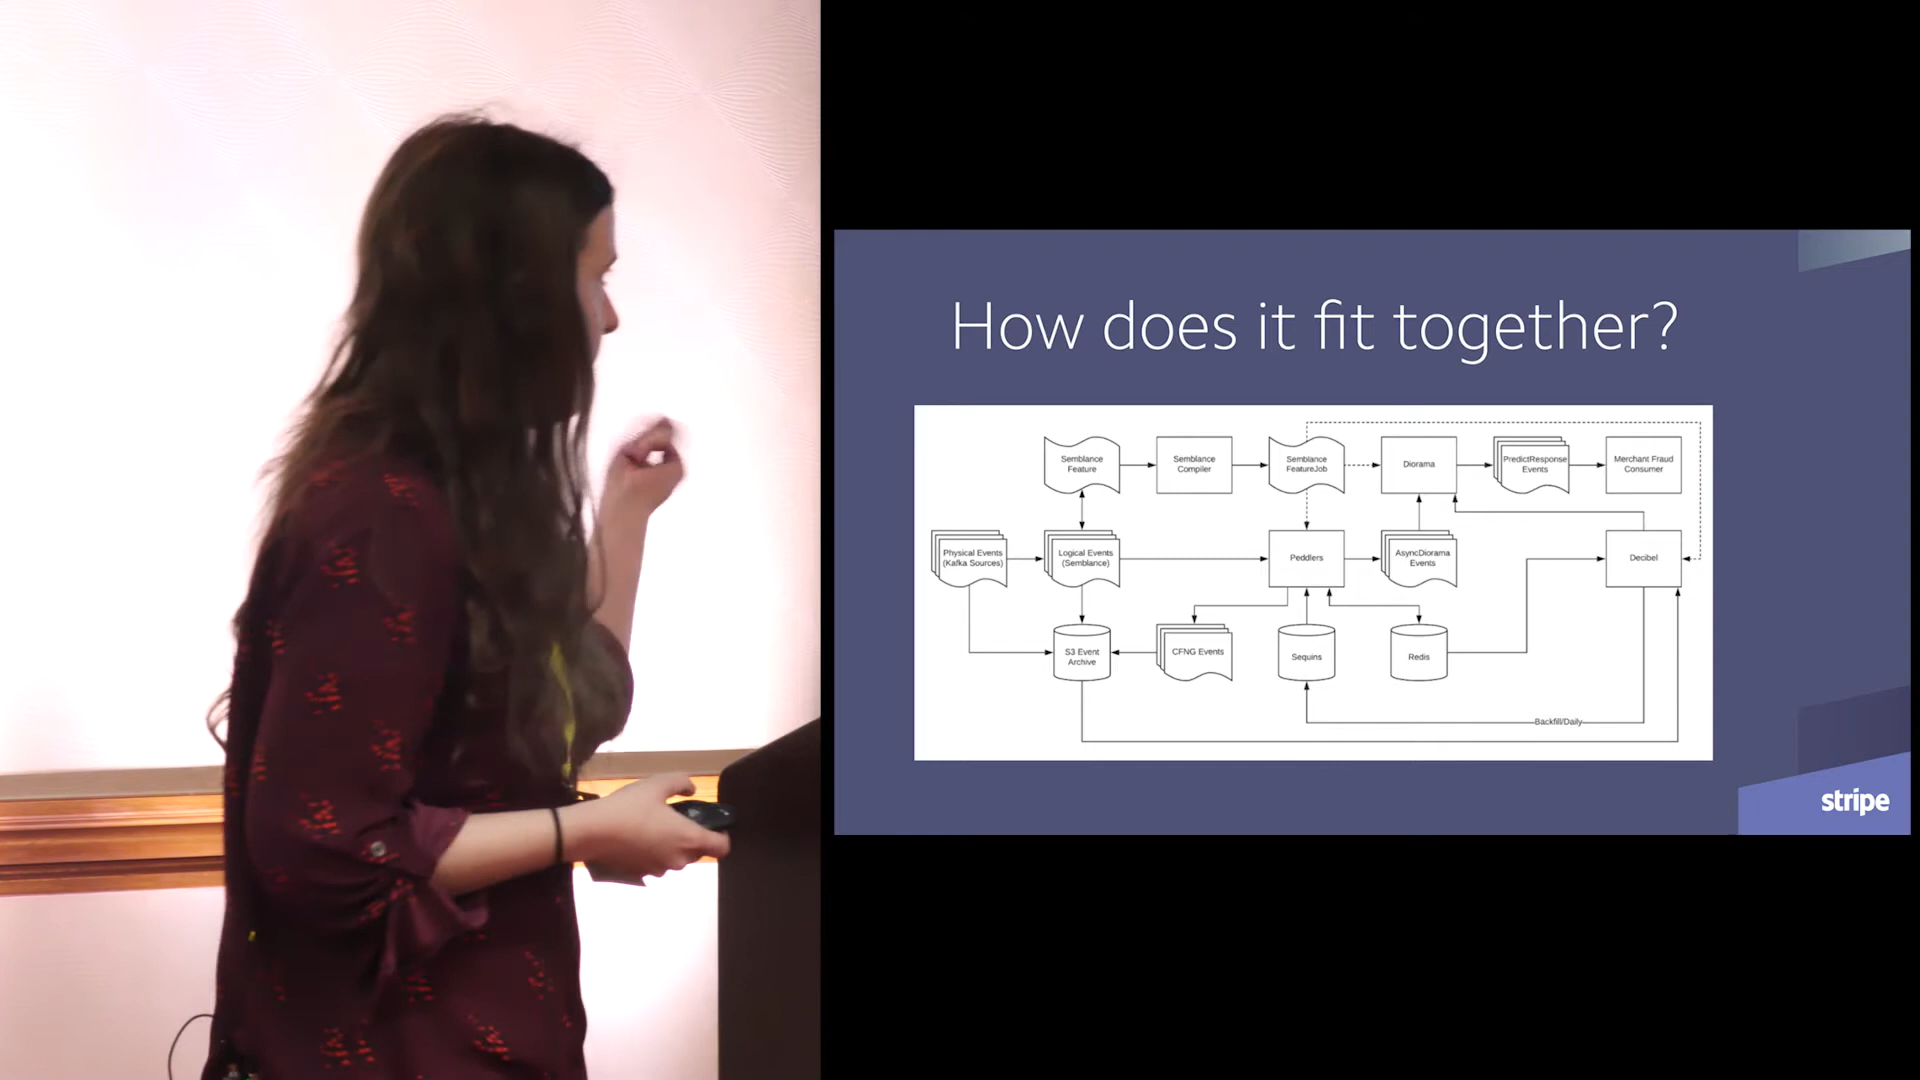 How does it fit together?
Semblance
Feature
Semblance
Compiler
Semblance
FeatureJob
Diorama
PredictResponse
Events
Merchant Fraud
Consumer
Physical Events
(Kafka Sources)
Logical Events
(Semblance)
Peddlers
AsyncDiorama
Events
Decibel
S3 Event
Archive
CFNG Events
Sequins
Redis
Backfill/Daily
stripe